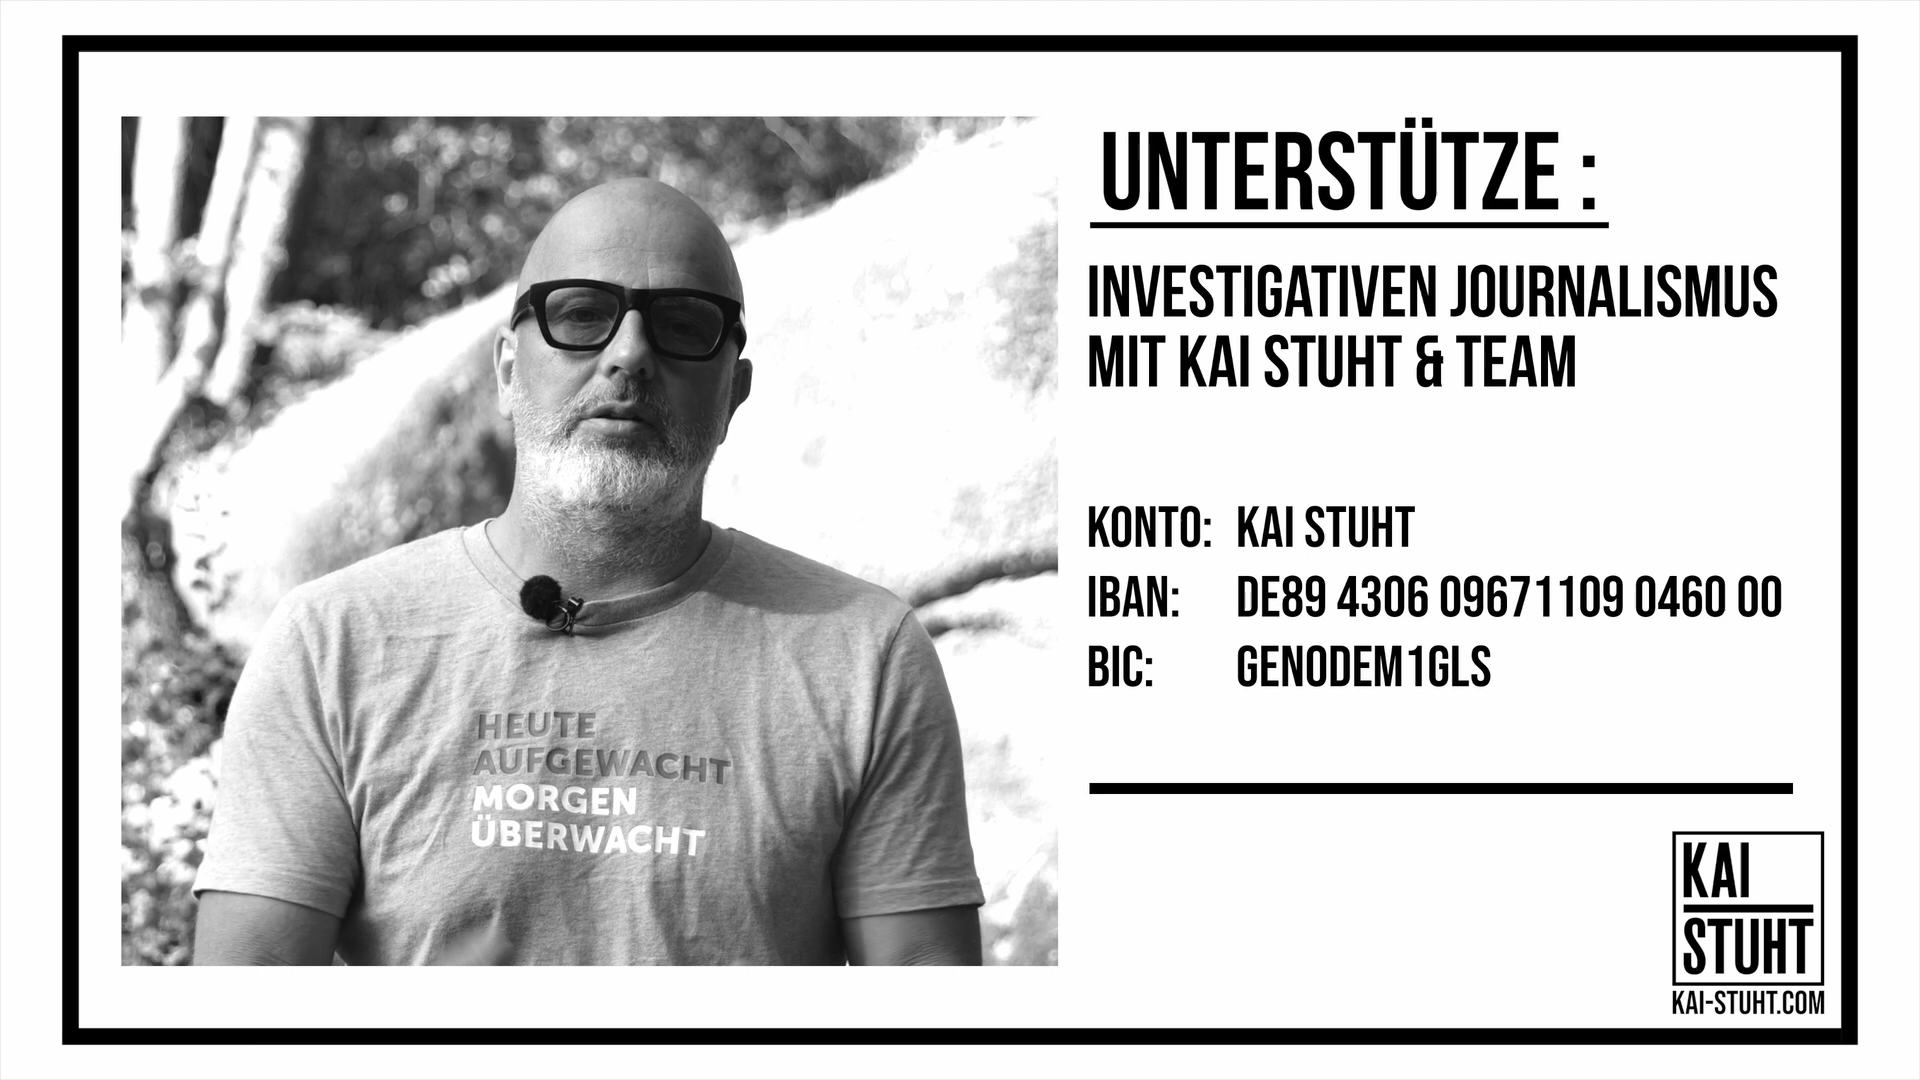 UNTERSTÜTZE :
INVESTIGATIVEN JOURNALISMUS
MIT KAI STUHT & TEAM
KONTO: KAI STUHT
IBAN: DE89 4306 09671109 0460 00
BIC: GENODEM1GLS
HEUTE
AUFGEWACHT
MORGEN
ÜBERWACHT
KAI
STUHT
KAI-STUHT.COM